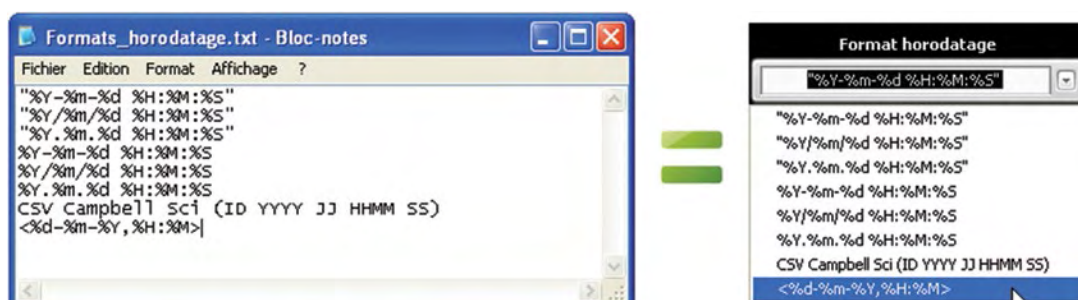 Formats_horodatage.txt - Bloc-notes
Fichier Edition Format Affichage ?
"%Y-%m-%d %H:%M:%S"
"%Y/%m/%d %H:%M:%S"
"%Y.%m.%d %H:%M:%S"
%Y-%m-%d %H:%M:%S
%Y/%m/%d %H:%M:%S
%Y.%m.%d %H:%M:%S
CSV Campbell Sci (ID YYYY JJ HHMM SS)
<%d-%m-%Y,%H:%M>
Format horodatage
"%Y-%m-%d %H:%M:%S"
"%Y-%m-%d %H:%M:%S"
"%Y/%m/%d %H:%M:%S"
"%Y.%m.%d %H:%M:%S"
%Y-%m-%d %H:%M:%S
%Y/%m/%d %H:%M:%S
%Y.%m.%d %H:%M:%S
CSV Campbell Sci (ID YYYY JJ HHMM SS)
<%d-%m-%Y,%H:%M>